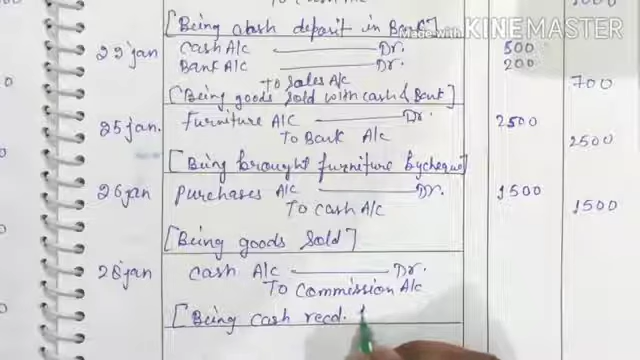 [Being cash deposit in Bank]
Made with KINEMASTER
22 jan Cash A/c Dr. 500
Bank A/c Dr. 200
To Sales A/c 700
[Being goods sold with cash & Bank]
25 jan. furniture A/c Dr. 2500
To Bank A/c 2500
[Being brought furniture bycheque]
26 jan purchases A/c Dr. 1500
To cash A/c 1500
[Being goods sold]
28 jan cash A/c Dr.
To Commission A/c
[Being cash recd.